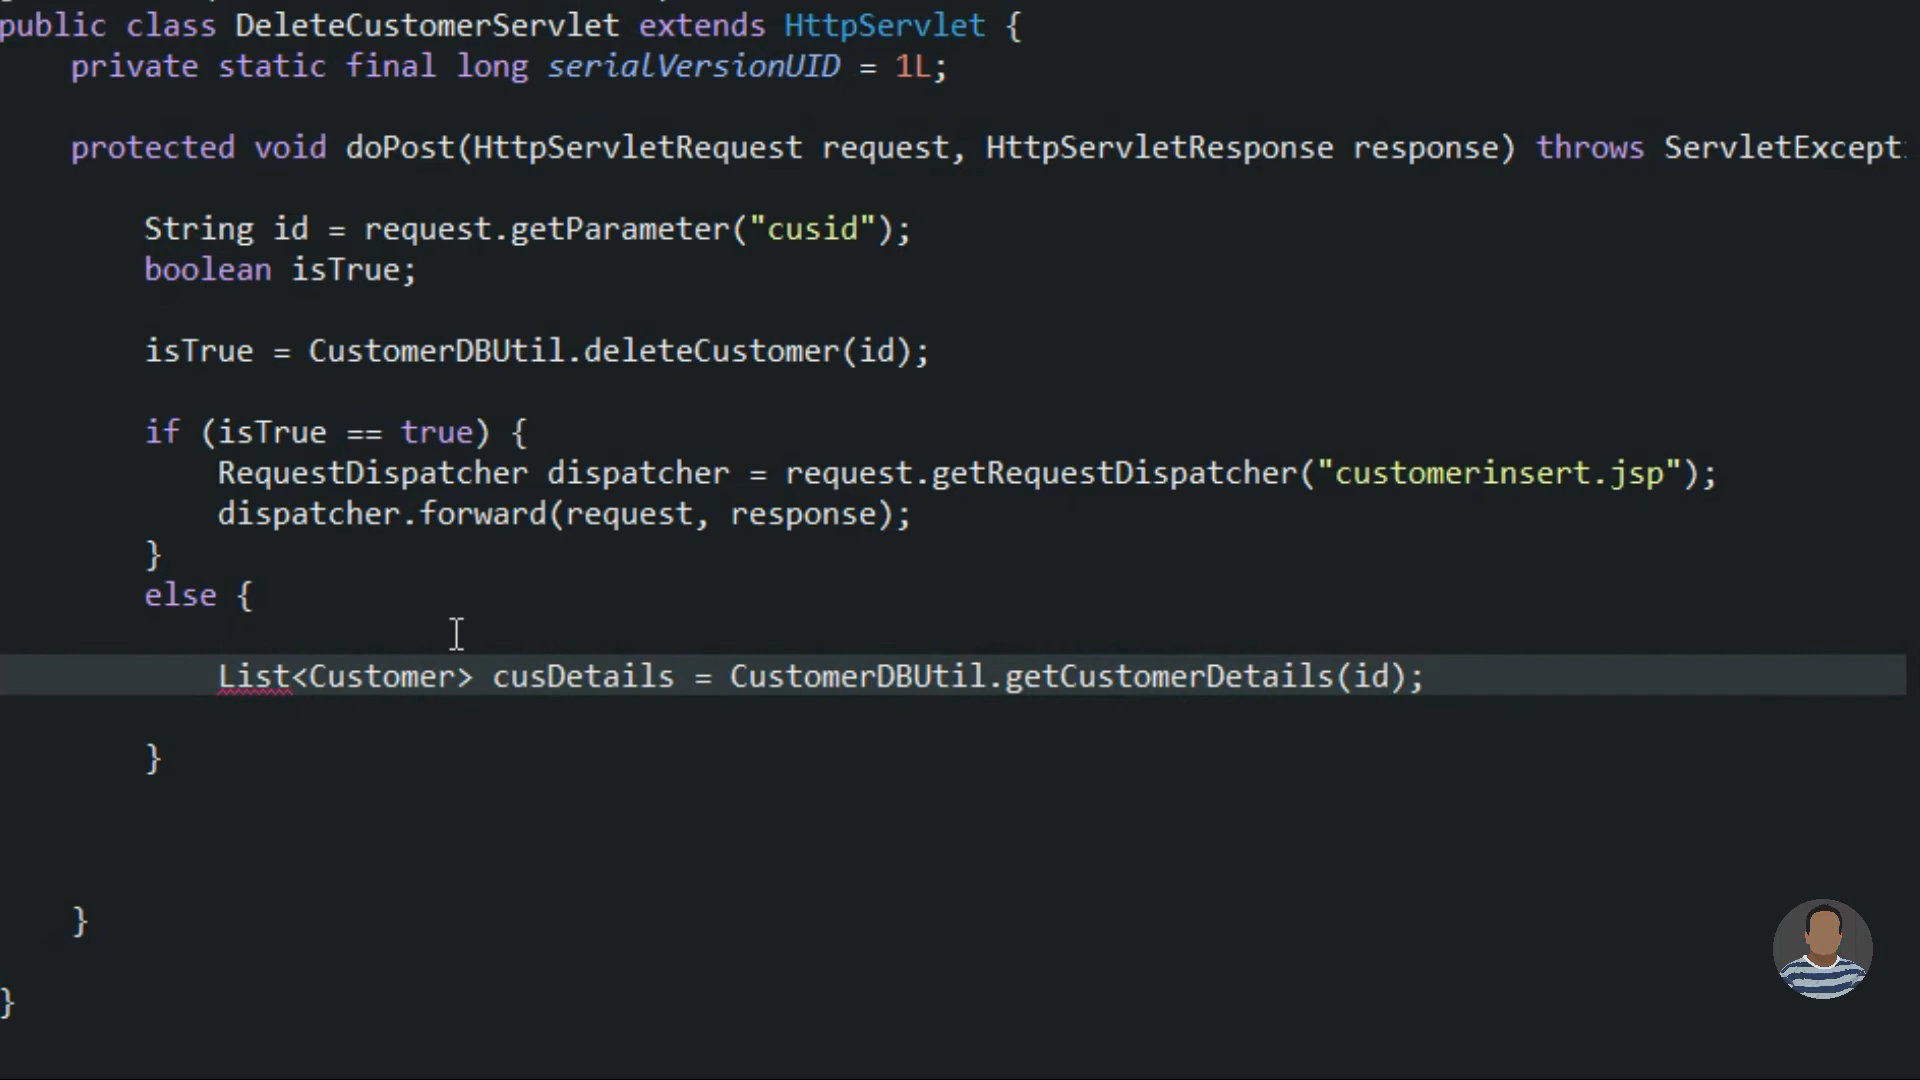 public class DeleteCustomerServlet extends HttpServlet {
private static final long serialVersionUID = 1L;
protected void doPost(HttpServletRequest request, HttpServletResponse response) throws ServletExcept
String id = request.getParameter("cusid");
boolean isTrue;
isTrue = CustomerDBUtil.deleteCustomer(id);
if (isTrue == true) {
RequestDispatcher dispatcher = request.getRequestDispatcher("customerinsert.jsp");
dispatcher.forward(request, response);
}
else {
List<Customer> cusDetails = CustomerDBUtil.getCustomerDetails(id);
}
}
}